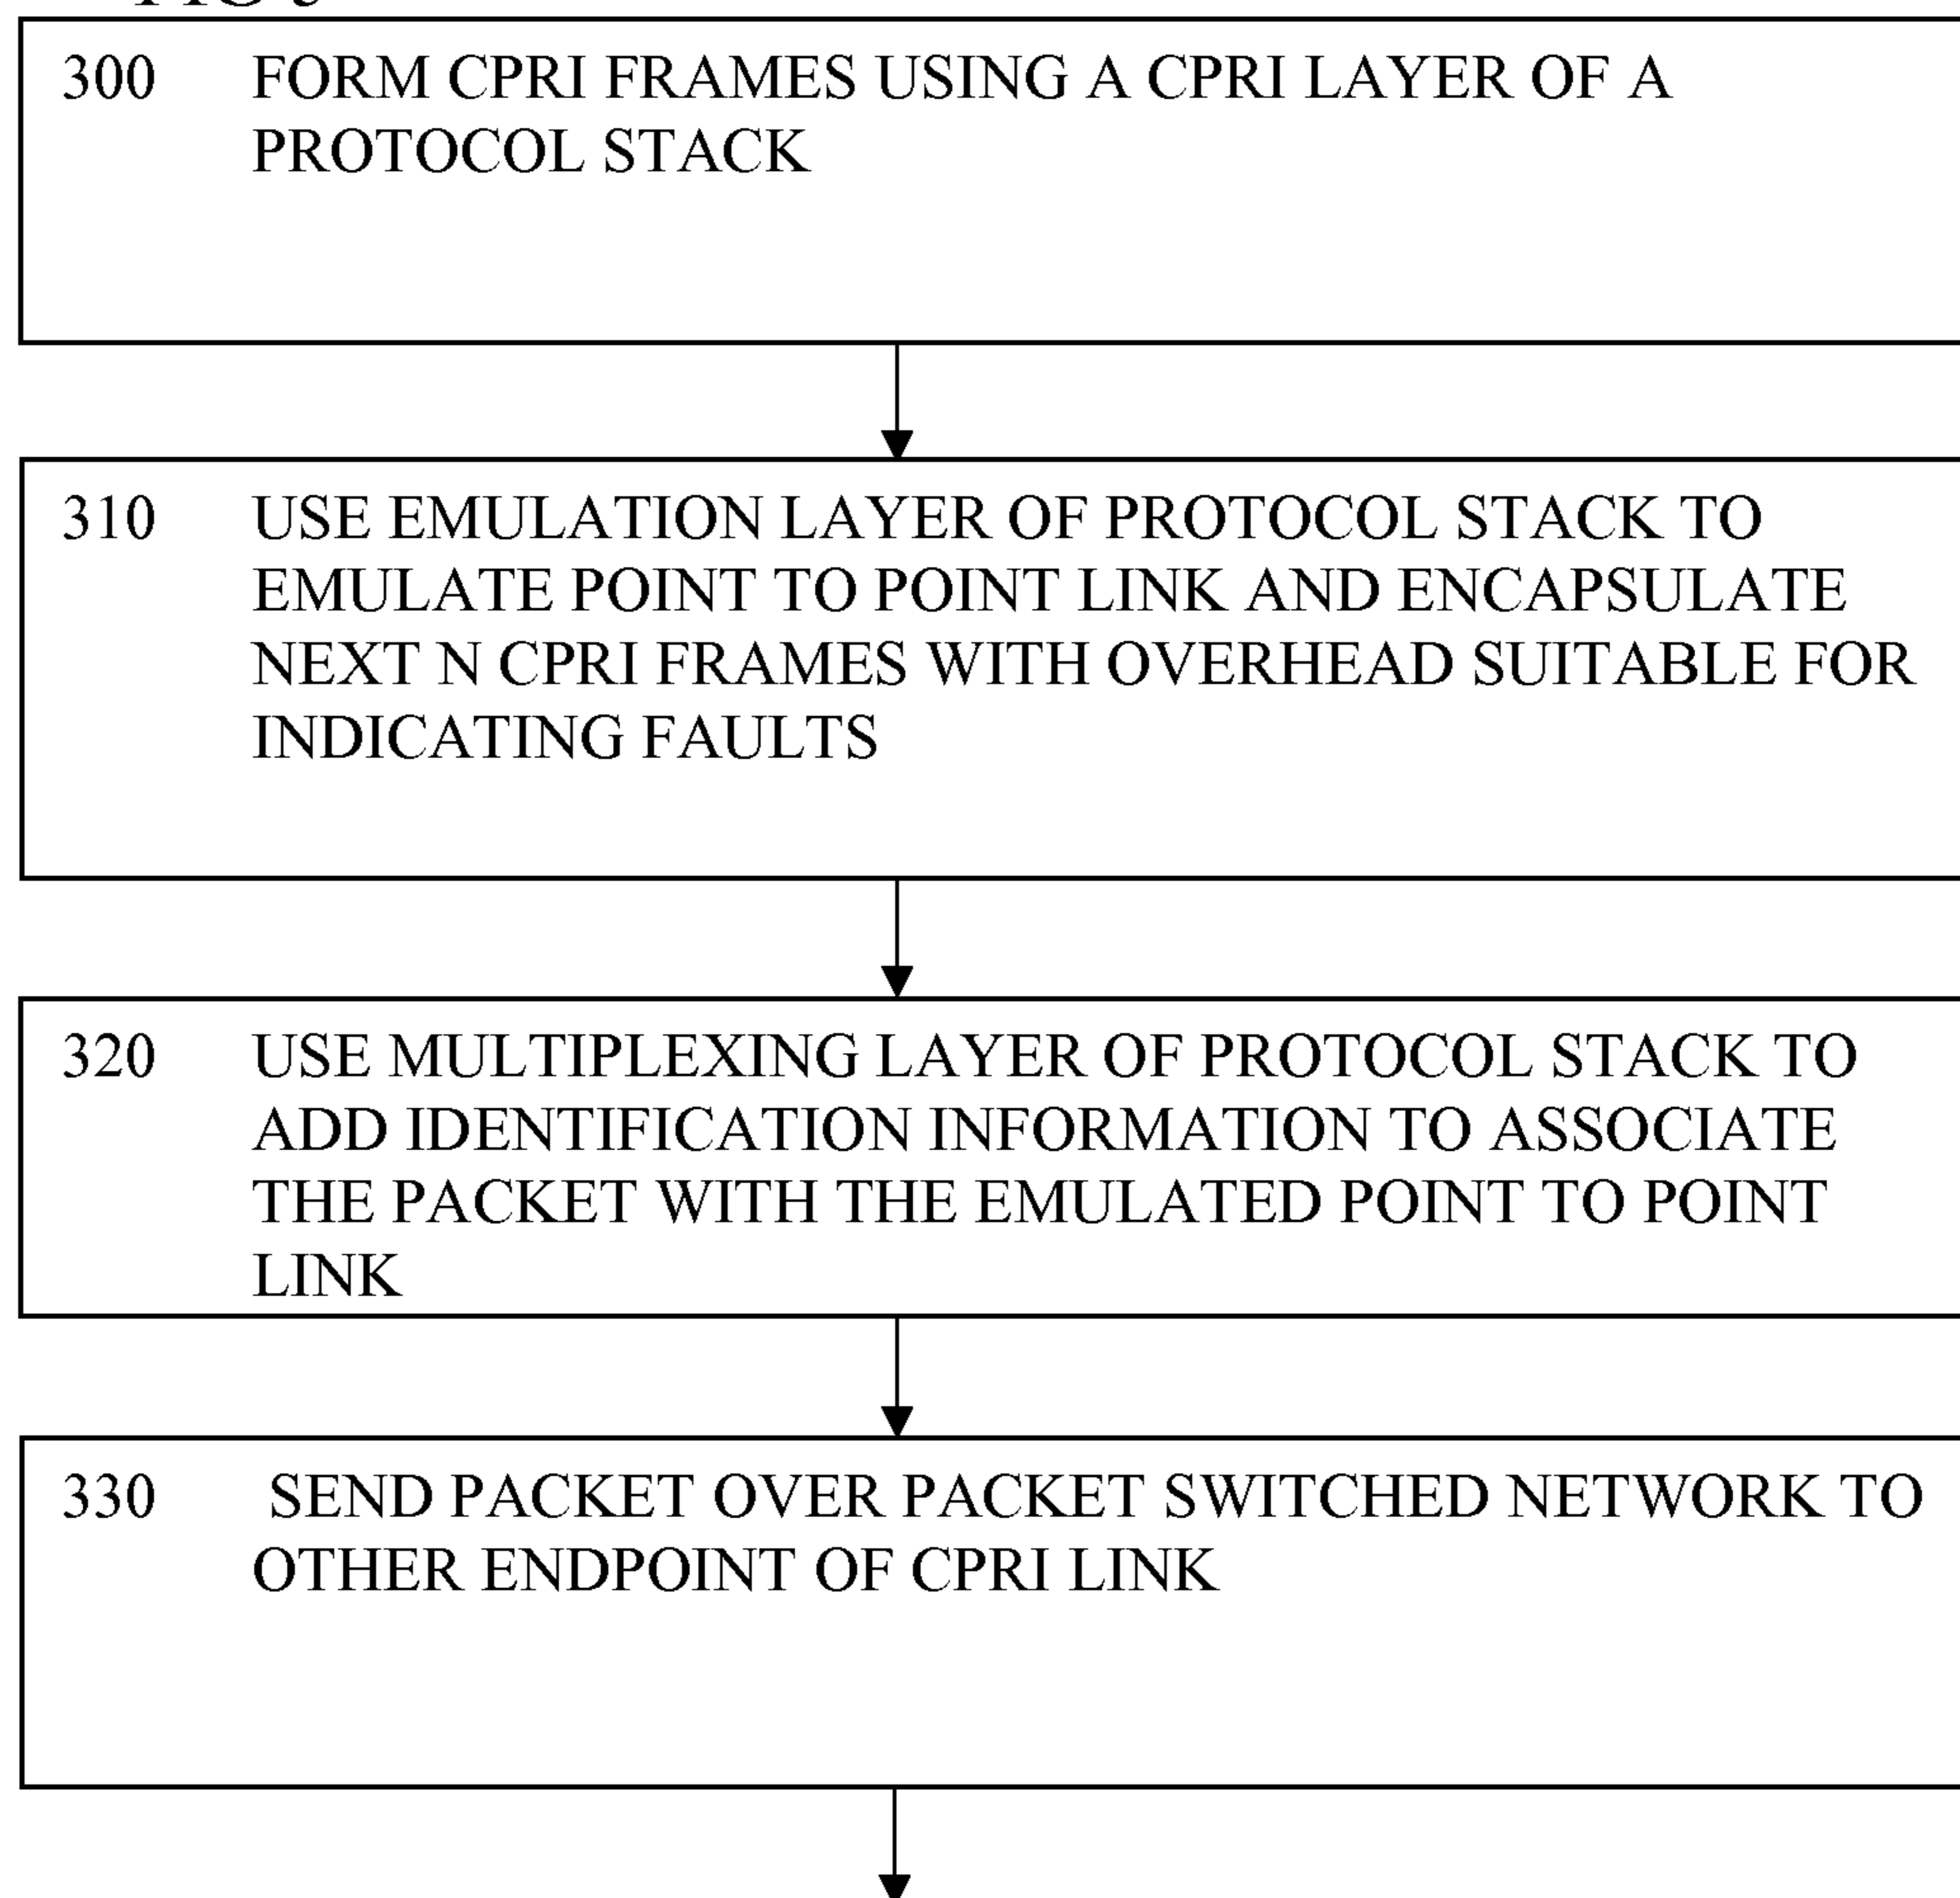 300 FORM CPRI FRAMES USING A CPRI LAYER OF A
PROTOCOL STACK
310 USE EMULATION LAYER OF PROTOCOL STACK TO
EMULATE POINT TO POINT LINK AND ENCAPSULATE
NEXT N CPRI FRAMES WITH OVERHEAD SUITABLE FOR
INDICATING FAULTS
320 USE MULTIPLEXING LAYER OF PROTOCOL STACK TO
ADD IDENTIFICATION INFORMATION TO ASSOCIATE
THE PACKET WITH THE EMULATED POINT TO POINT
LINK
330 SEND PACKET OVER PACKET SWITCHED NETWORK TO
OTHER ENDPOINT OF CPRI LINK